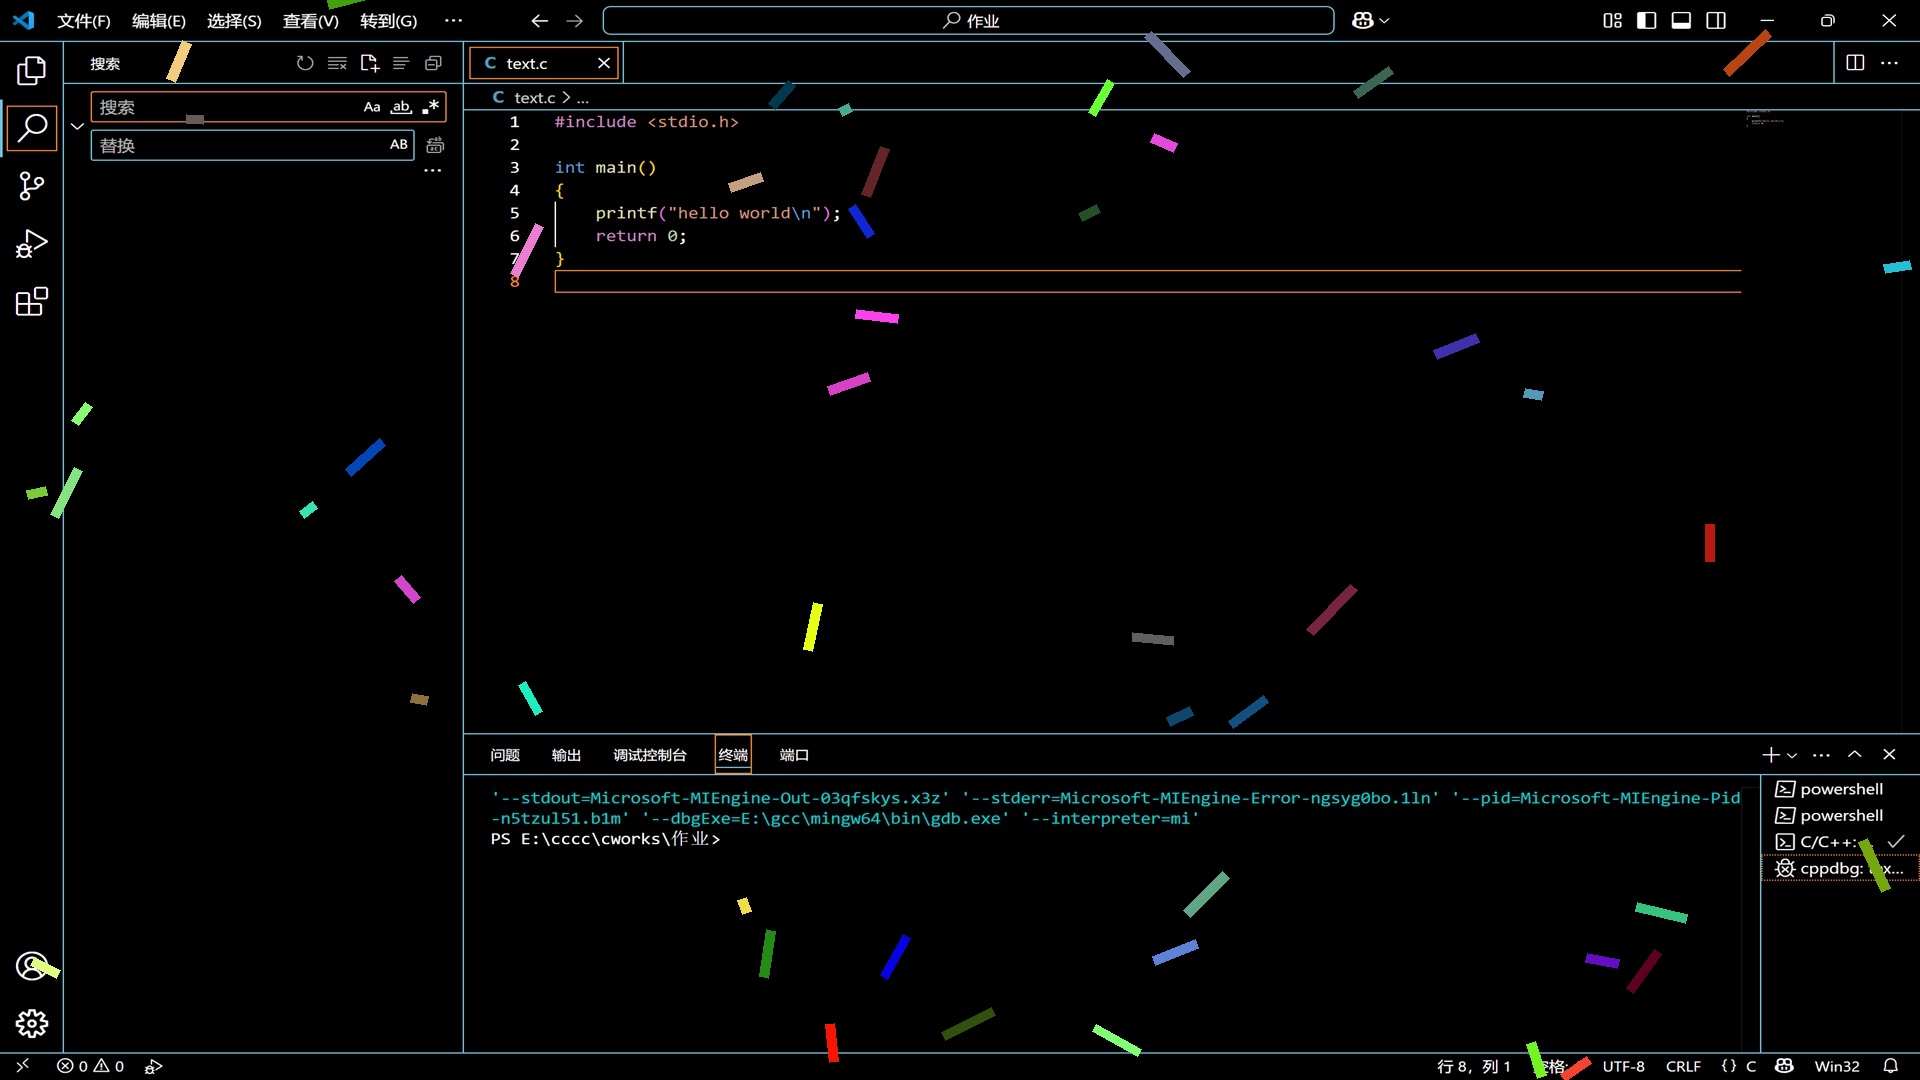 文件(F) 编辑(E) 选择(S) 查看(V) 转到(G) ··· 作业
搜索
text.c
搜索 Aa ab .*
替换 AB
C text.c > ...
1 #include <stdio.h>
2
3 int main()
4 {
5 printf("hello world\n");
6 return 0;
7 }
8
问题 输出 调试控制台 终端 端口
'--stdout=Microsoft-MIEngine-Out-03qfskys.x3z' '--stderr=Microsoft-MIEngine-Error-ngsyg0bo.1ln' '--pid=Microsoft-MIEngine-Pid
-n5tzul51.b1m' '--dbgExe=E:\gcc\mingw64\bin\gdb.exe' '--interpreter=mi'
PS E:\cccc\cworks\作业>
powershell
powershell
C/C++:
cppdbg:
0 0 行 8，列 1 UTF-8 CRLF {} C Win32